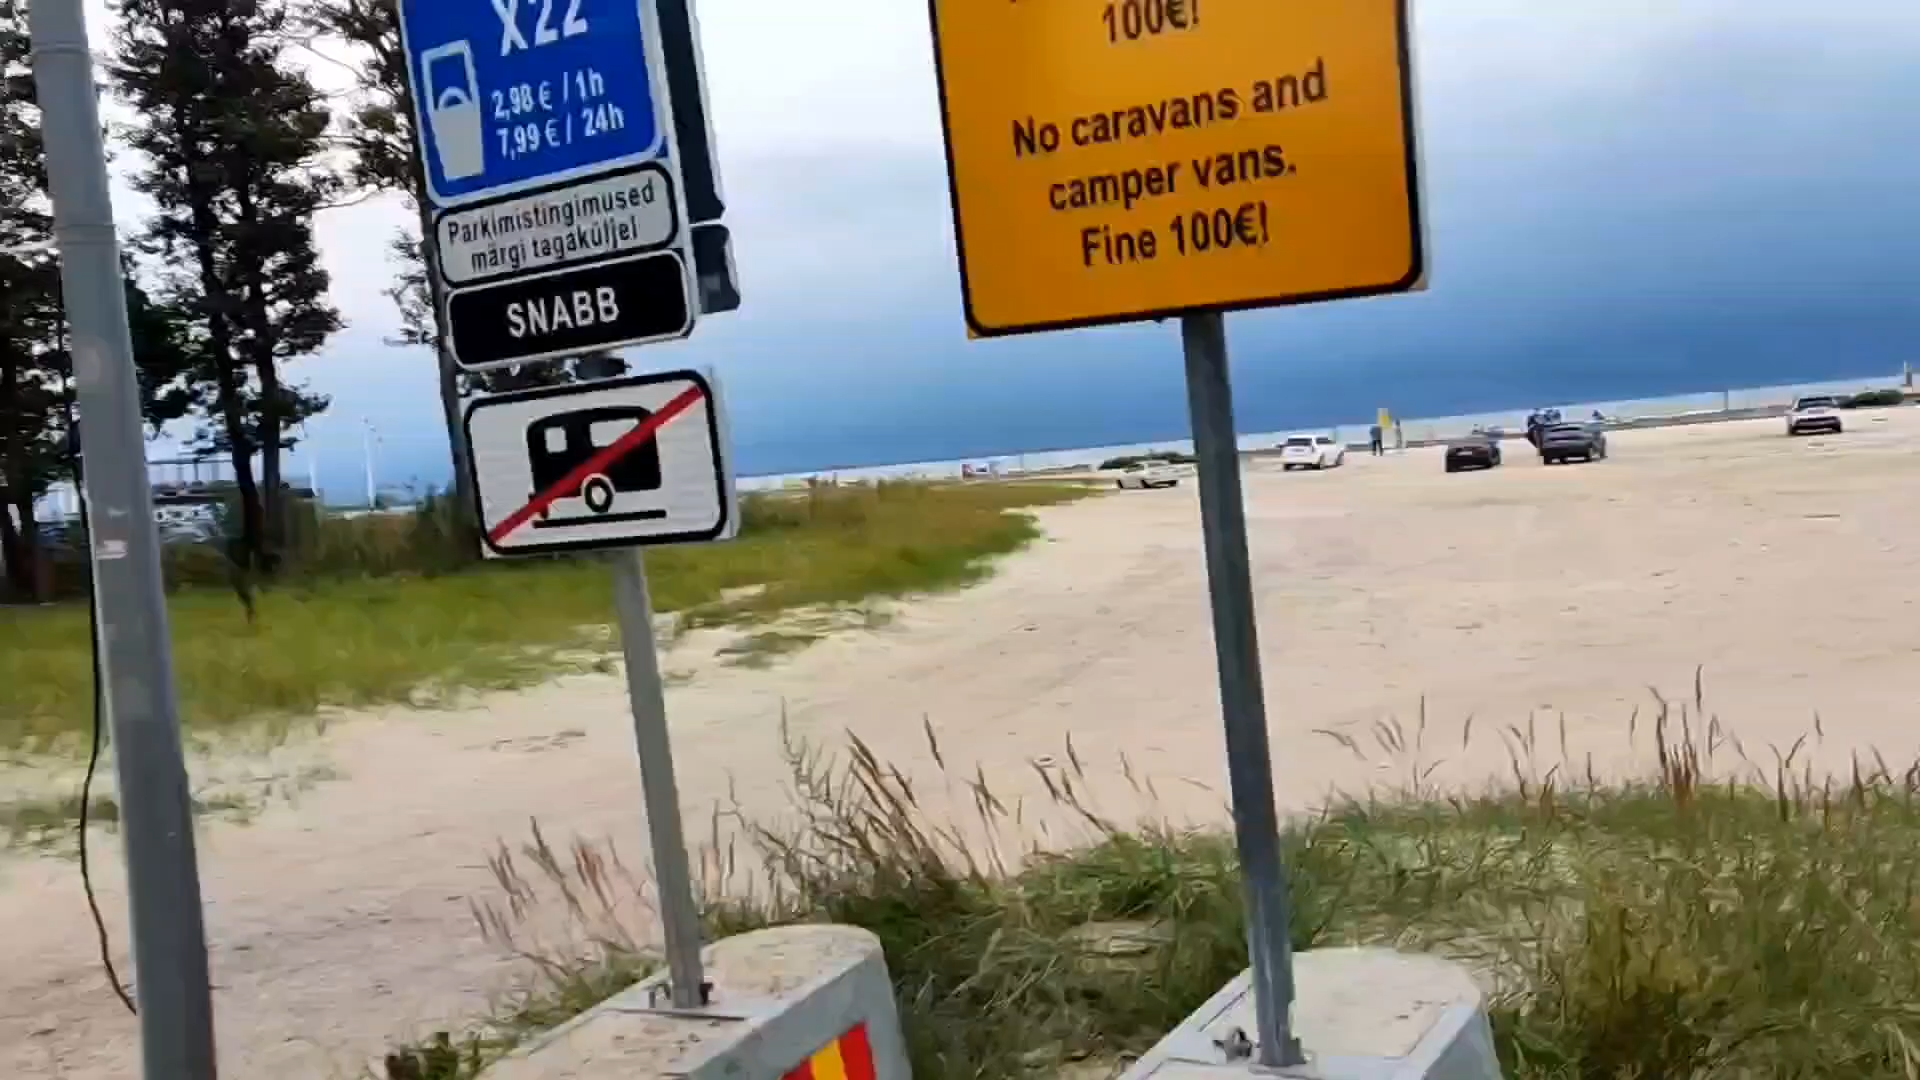 X22
2,98 € / 1h
7,99 € / 24h
Parkimistingimused
märgi tagaküljel
SNABB
100€!
No caravans and
camper vans.
Fine 100€!